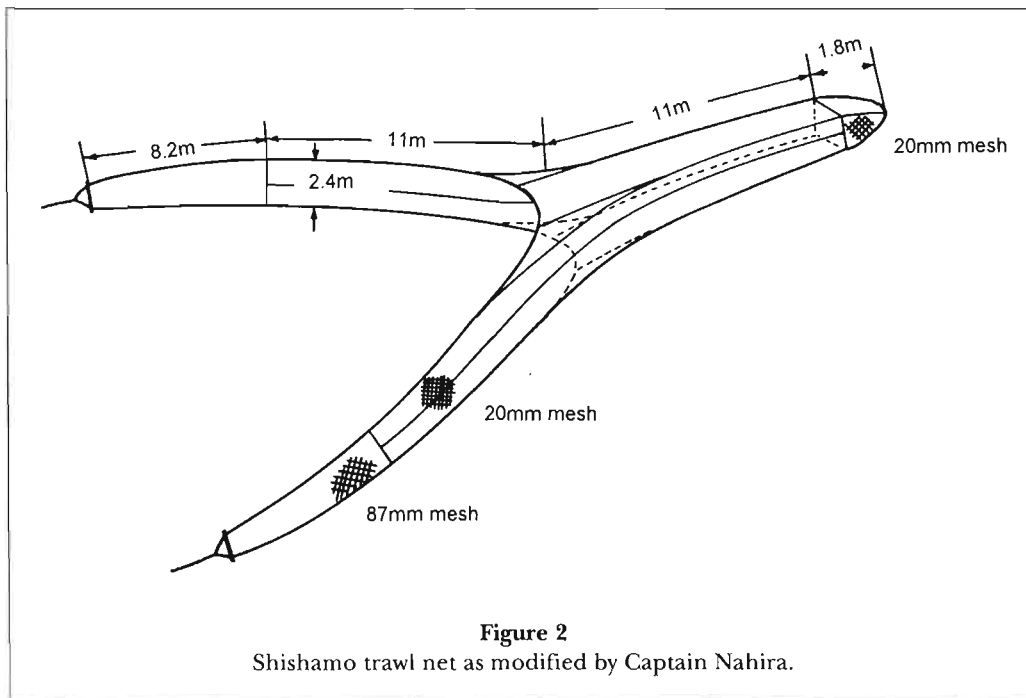 1.8m
11m
8.2m
11m
20mm mesh
2.4m
20mm mesh
87mm mesh
Figure 2
Shishamo trawl net as modified by Captain Nahira.